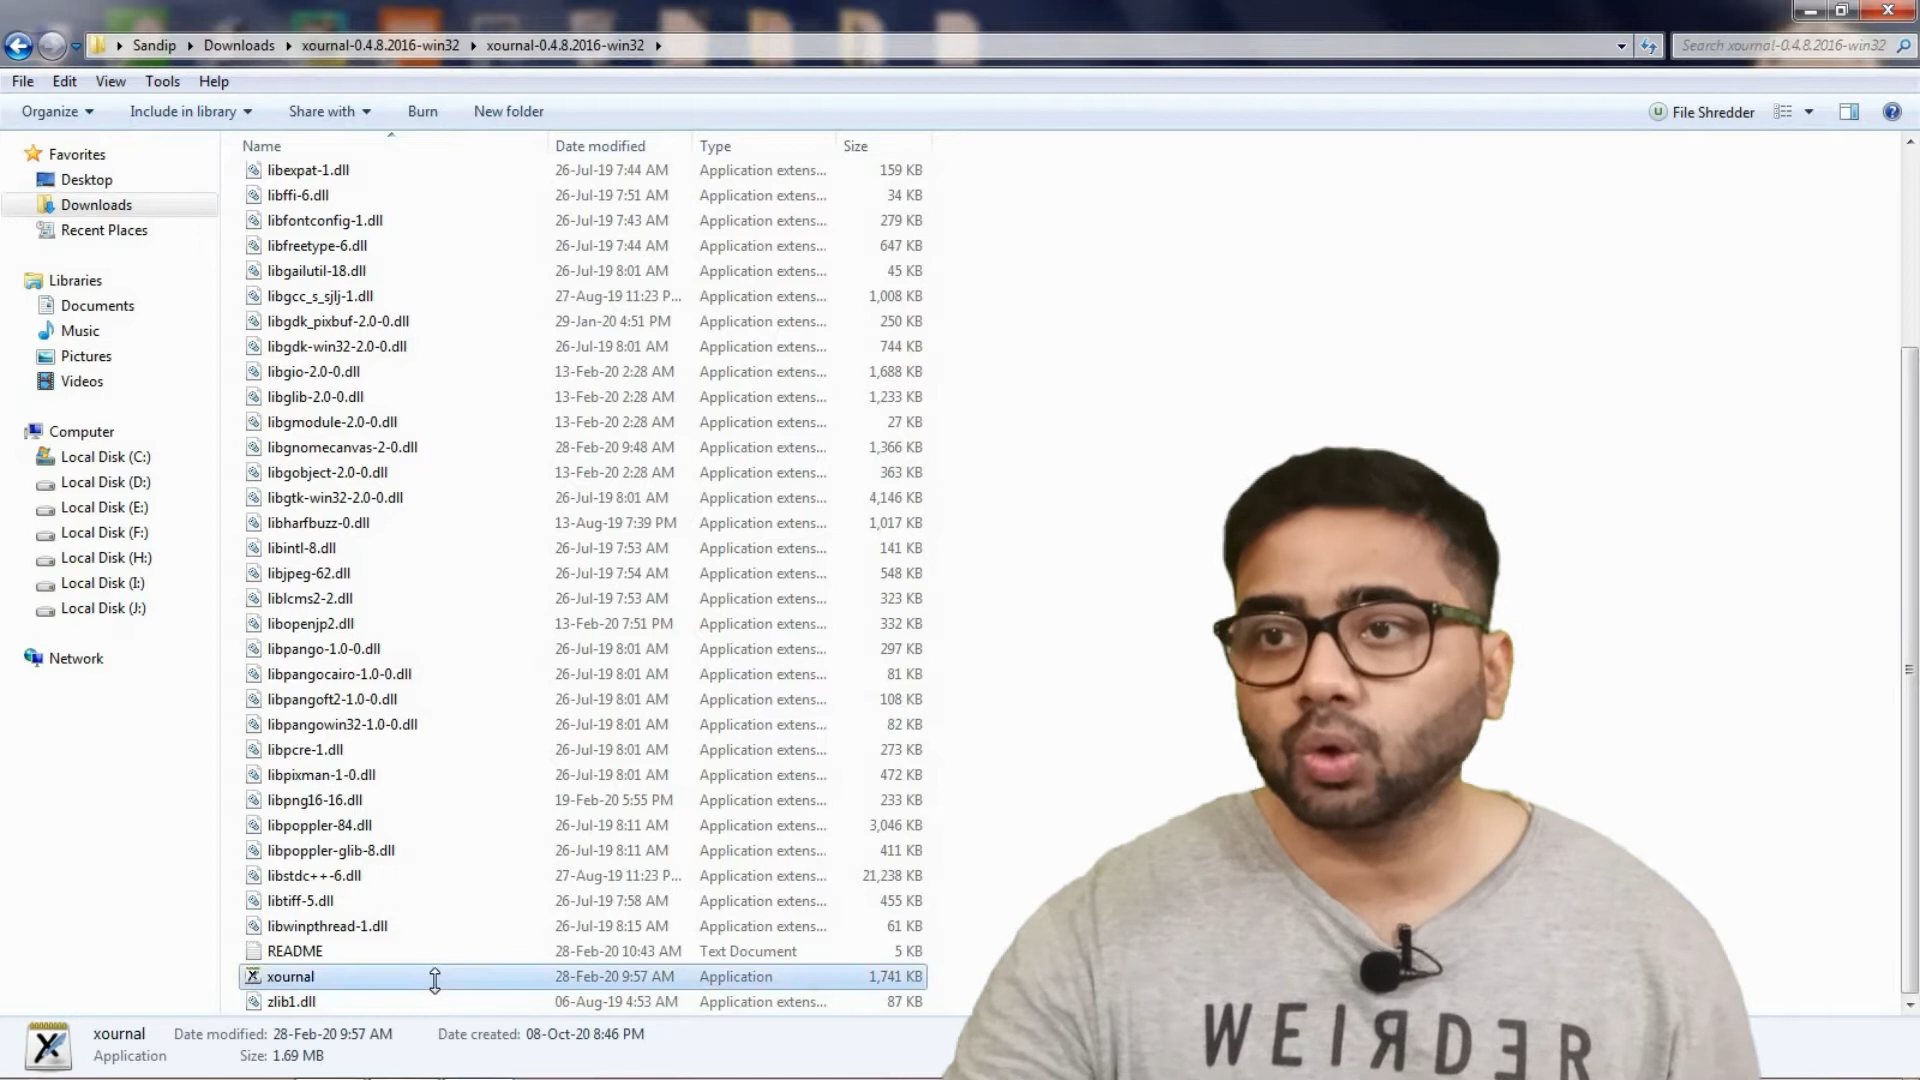 Sandip Downloads xournal-0.4.8.2016-win32 xournal-0.4.8.2016-win32 Search xournal-0.4.8.2016-win32
File Edit View Tools Help
Organize Include in library Share with Burn New folder File Shredder
Favorites
Desktop
Downloads
Recent Places
Libraries
Documents
Music
Pictures
Videos
Computer
Local Disk (C:)
Local Disk (D:)
Local Disk (E:)
Local Disk (F:)
Local Disk (H:)
Local Disk (I:)
Local Disk (J:)
Network
Name Date modified Type Size
libexpat-1.dll 26-Jul-19 7:44 AM Application extens... 159 KB
libffi-6.dll 26-Jul-19 7:51 AM Application extens... 34 KB
libfontconfig-1.dll 26-Jul-19 7:43 AM Application extens... 279 KB
libfreetype-6.dll 26-Jul-19 7:44 AM Application extens... 647 KB
libgailutil-18.dll 26-Jul-19 8:01 AM Application extens... 45 KB
libgcc_s_sjlj-1.dll 27-Aug-19 11:23 P... Application extens... 1,008 KB
libgdk_pixbuf-2.0-0.dll 29-Jan-20 4:51 PM Application extens... 250 KB
libgdk-win32-2.0-0.dll 26-Jul-19 8:01 AM Application extens... 744 KB
libgio-2.0-0.dll 13-Feb-20 2:28 AM Application extens... 1,688 KB
libglib-2.0-0.dll 13-Feb-20 2:28 AM Application extens... 1,233 KB
libgmodule-2.0-0.dll 13-Feb-20 2:28 AM Application extens... 27 KB
libgnomecanvas-2-0.dll 28-Feb-20 9:48 AM Application extens... 1,366 KB
libgobject-2.0-0.dll 13-Feb-20 2:28 AM Application extens... 363 KB
libgtk-win32-2.0-0.dll 26-Jul-19 8:01 AM Application extens... 4,146 KB
libharfbuzz-0.dll 13-Aug-19 7:39 PM Application extens... 1,017 KB
libintl-8.dll 26-Jul-19 7:53 AM Application extens... 141 KB
libjpeg-62.dll 26-Jul-19 7:54 AM Application extens... 548 KB
liblcms2-2.dll 26-Jul-19 7:53 AM Application extens... 323 KB
libopenjp2.dll 13-Feb-20 7:51 PM Application extens... 332 KB
libpango-1.0-0.dll 26-Jul-19 8:01 AM Application extens... 297 KB
libpangocairo-1.0-0.dll 26-Jul-19 8:01 AM Application extens... 81 KB
libpangoft2-1.0-0.dll 26-Jul-19 8:01 AM Application extens... 108 KB
libpangowin32-1.0-0.dll 26-Jul-19 8:01 AM Application extens... 82 KB
libpcre-1.dll 26-Jul-19 8:01 AM Application extens... 273 KB
libpixman-1-0.dll 26-Jul-19 8:01 AM Application extens... 472 KB
libpng16-16.dll 19-Feb-20 5:55 PM Application extens... 233 KB
libpoppler-84.dll 26-Jul-19 8:11 AM Application extens... 3,046 KB
libpoppler-glib-8.dll 26-Jul-19 8:11 AM Application extens... 411 KB
libstdc++-6.dll 27-Aug-19 11:23 P... Application extens... 21,238 KB
libtiff-5.dll 26-Jul-19 7:58 AM Application extens... 455 KB
libwinpthread-1.dll 26-Jul-19 8:15 AM Application extens... 61 KB
README 28-Feb-20 10:43 AM Text Document 5 KB
xournal 28-Feb-20 9:57 AM Application 1,741 KB
zlib1.dll 06-Aug-19 4:53 AM Application extens... 87 KB
xournal Date modified: 28-Feb-20 9:57 AM Date created: 08-Oct-20 8:46 PM
Application Size: 1.69 MB
WEIRDER